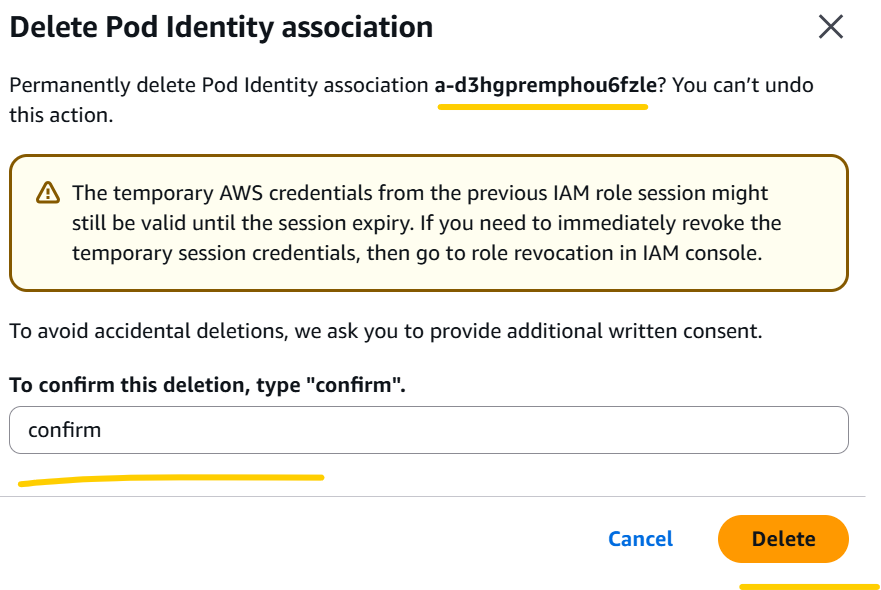 Delete Pod Identity association
Permanently delete Pod Identity association a-d3hgpremphou6fzle? You can’t undo
this action.
The temporary AWS credentials from the previous IAM role session might
still be valid until the session expiry. If you need to immediately revoke the
temporary session credentials, then go to role revocation in IAM console.
To avoid accidental deletions, we ask you to provide additional written consent.
To confirm this deletion, type "confirm".
confirm
Cancel
Delete